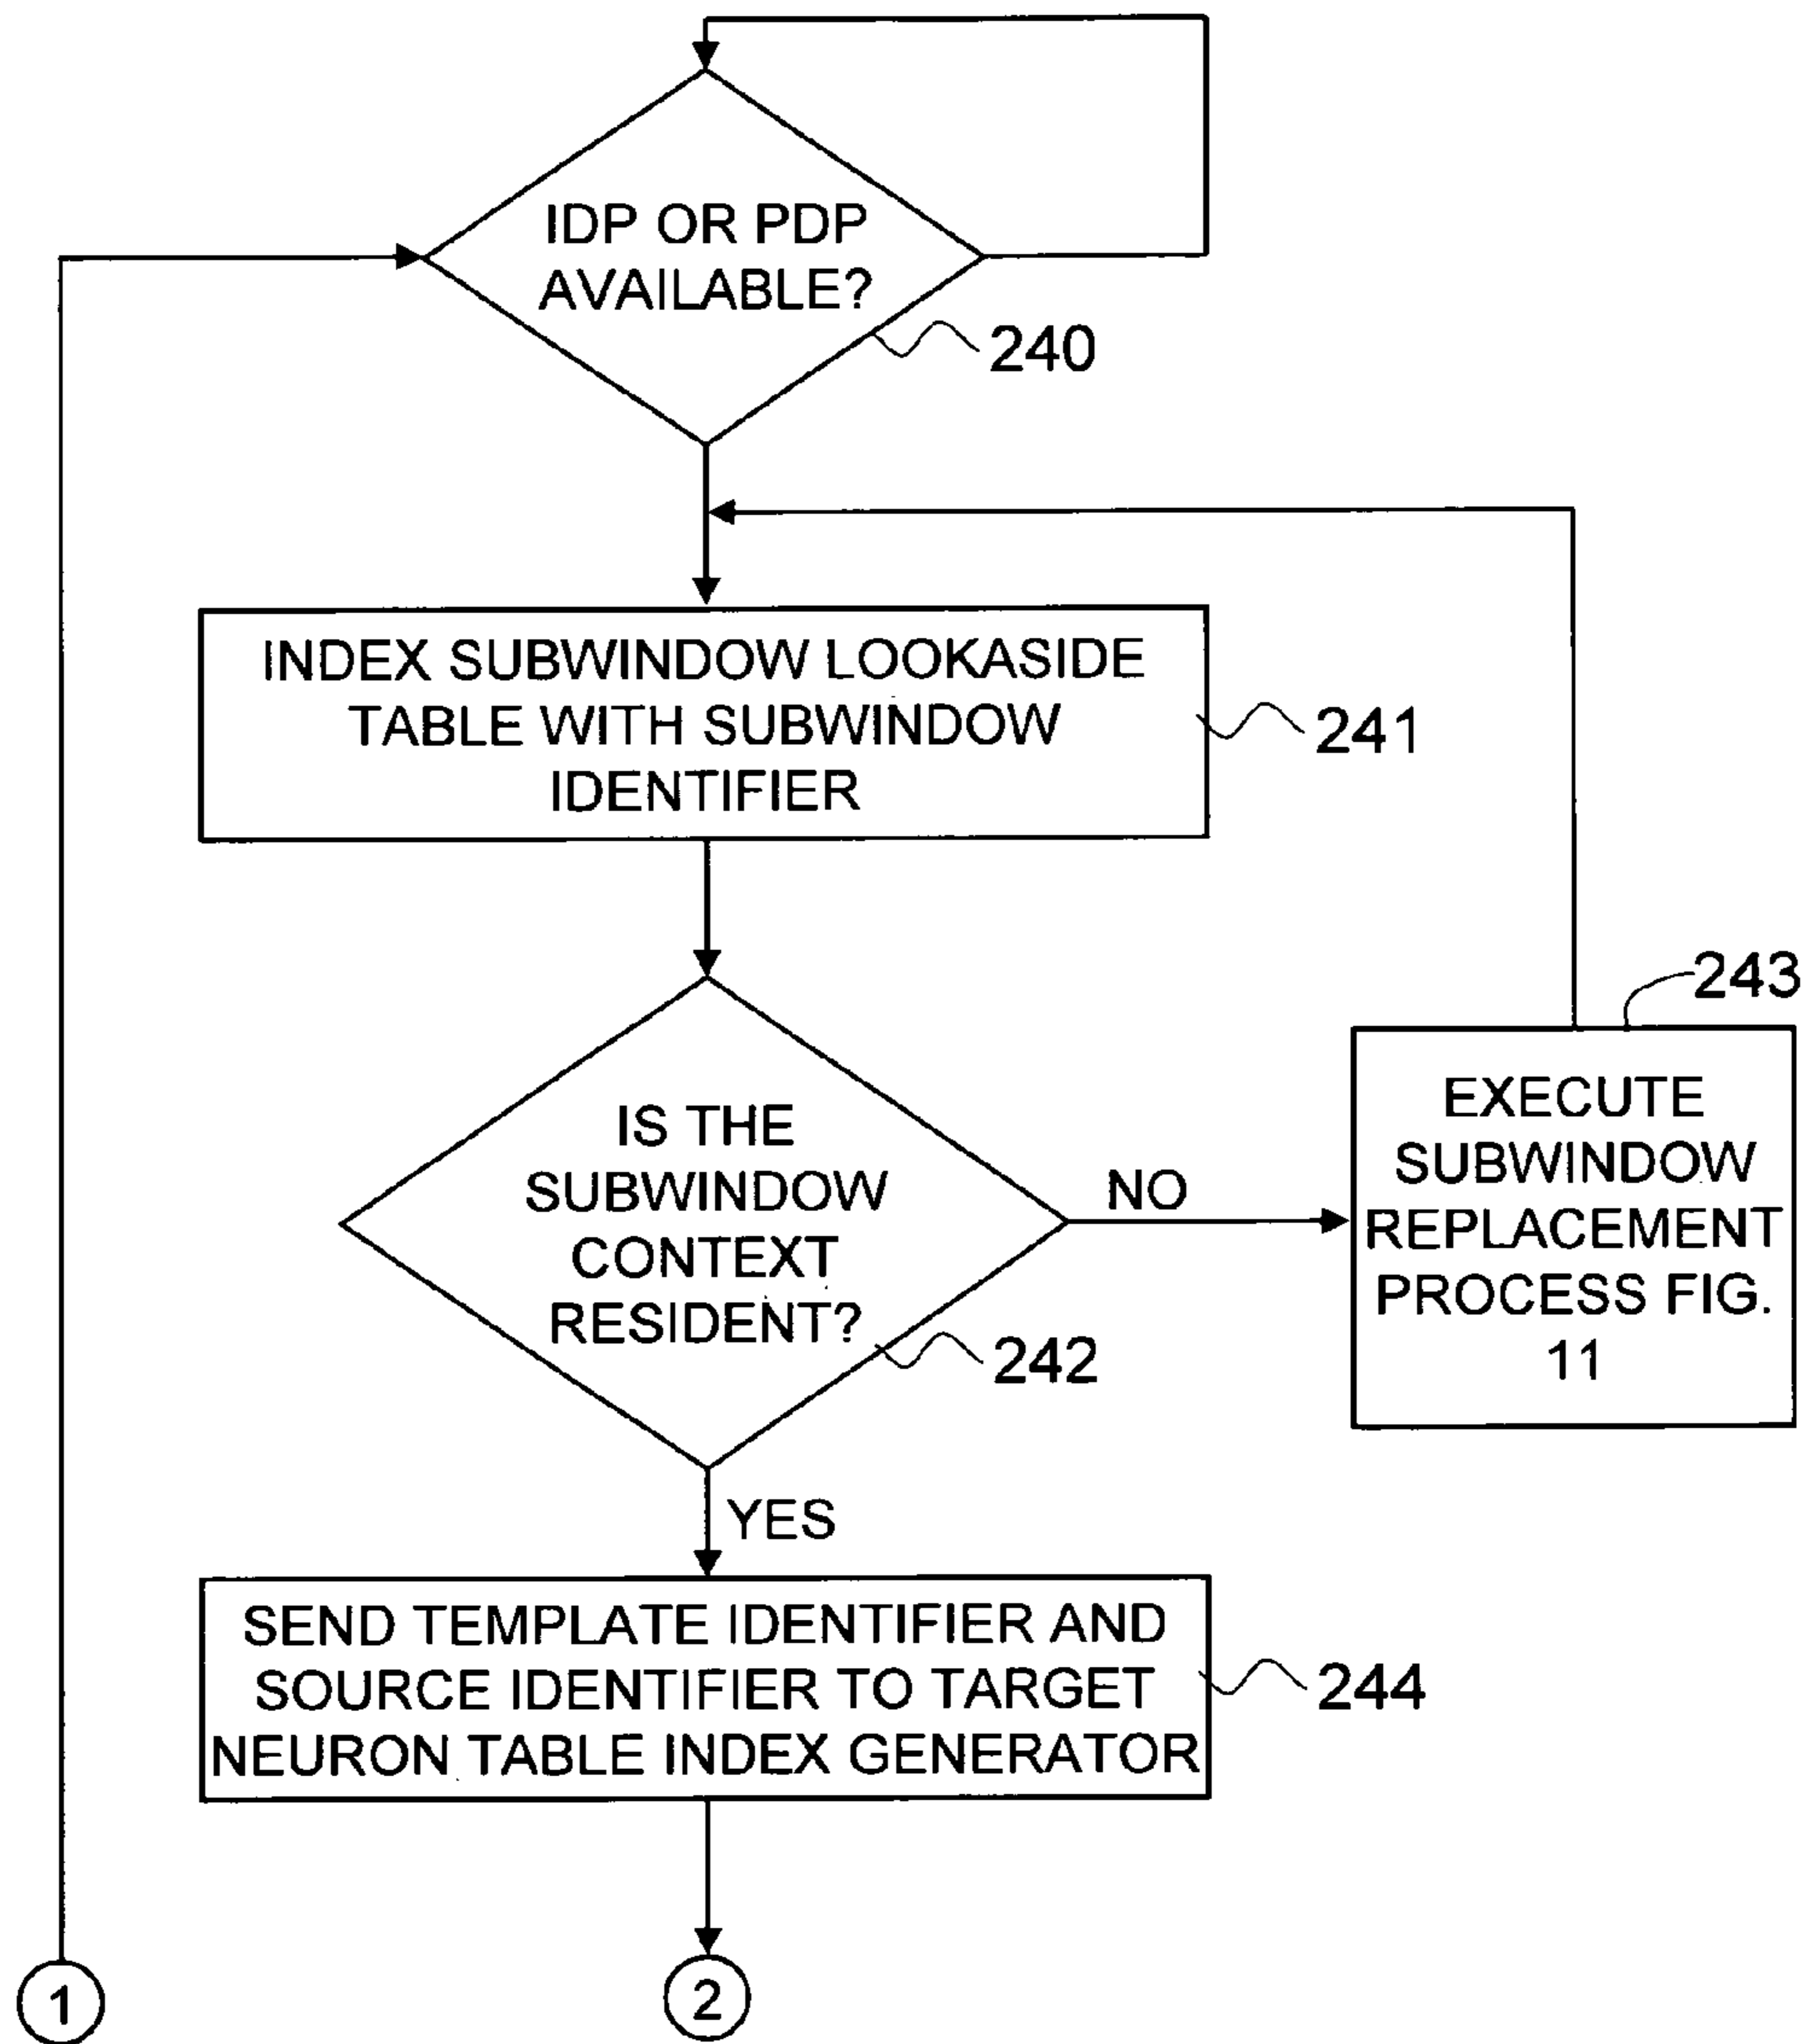 IDP OR PDP
AVAILABLE?
240
INDEX SUBWINDOW LOOKASIDE
TABLE WITH SUBWINDOW
IDENTIFIER
241
IS THE
SUBWINDOW
CONTEXT
RESIDENT?
242
NO
243
EXECUTE
SUBWINDOW
REPLACEMENT
PROCESS FIG.
11
YES
SEND TEMPLATE IDENTIFIER AND
SOURCE IDENTIFIER TO TARGET
NEURON TABLE INDEX GENERATOR
244
1
2